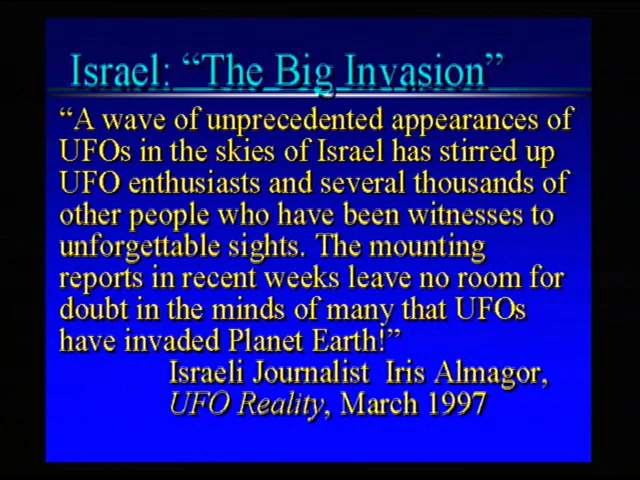 Israel: “The Big Invasion”
“A wave of unprecedented appearances of
UFOs in the skies of Israel has stirred up
UFO enthusiasts and several thousands of
other people who have been witnesses to
unforgettable sights. The mounting
reports in recent weeks leave no room for
doubt in the minds of many that UFOs
have invaded Planet Earth!”
Israeli Journalist Iris Almagor,
UFO Reality, March 1997